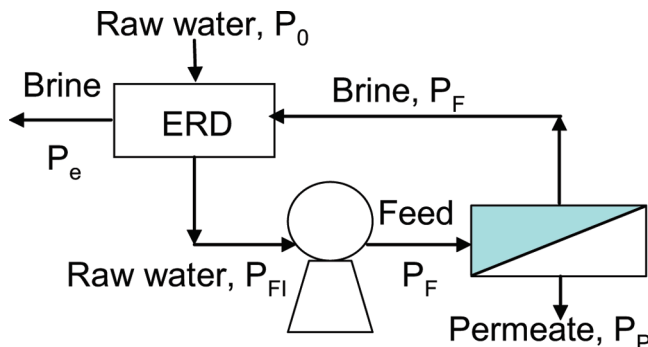 Raw water, P0
Brine
Brine, PF
ERD
Pe
Feed
Raw water, PFI
PF
Permeate, PP